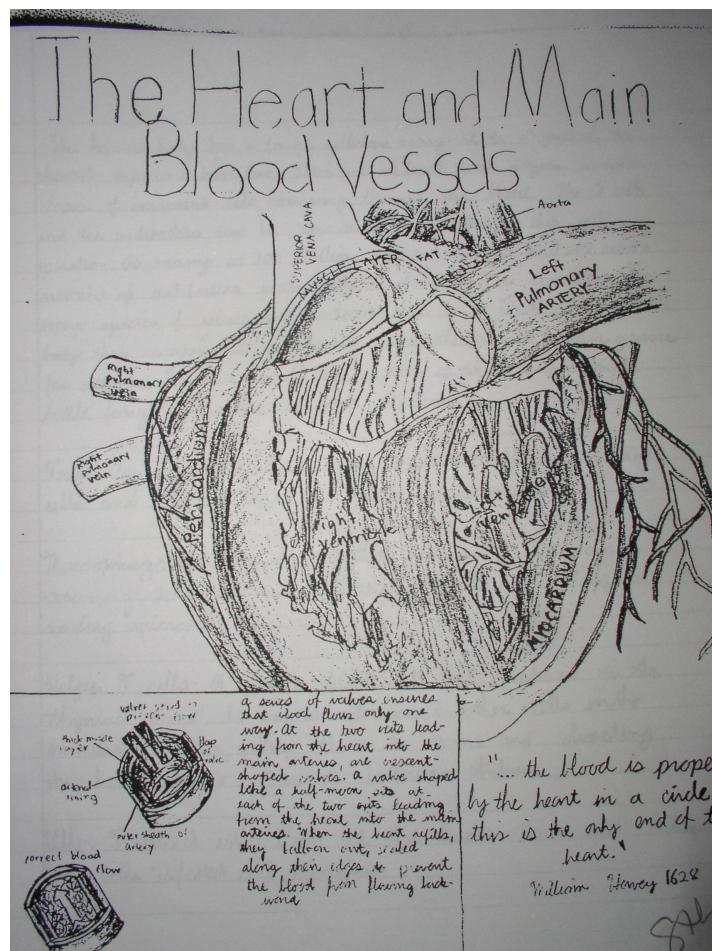 The Heart and Main
Blood Vessels
Aorta
SUPERIOR
VENA CAVA
MUSCLE LAYER
FAT
Left
Pulmonary
ARTERY
Right
pulmonary
vein
Right
Pulmonary
vein
Pericardium
right
ventricle
Left
ventricle
MYOCARDIUM
valves
flow
thick muscle
layer
flap
of
valve
arterial
lining
outer sheath of
artery
correct blood
flow
a series of valves ensures
that blood flows only one
way. At the two exits lead-
ing from the heart into the
main arteries, are crescent-
shaped valves. A valve shaped
like a half-moon sits at
each of the two exits leading
from the heart into the main
arteries. When the heart refills,
they balloon out, sealed
along their edges to prevent
the blood from flowing back-
ward
"... the blood is prope
by the heart in a circle
this is the only end of t
heart."
William Harvey 1628